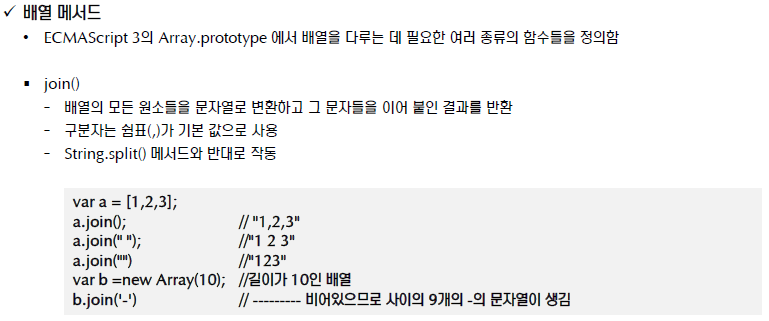 ✓ 배열 메서드
• ECMAScript 3의 Array.prototype 에서 배열을 다루는 데 필요한 여러 종류의 함수들을 정의함
▪ join()
– 배열의 모든 원소들을 문자열로 변환하고 그 문자들을 이어 붙인 결과를 반환
– 구분자는 쉼표(,)가 기본 값으로 사용
– String.split() 메서드와 반대로 작동
var a = [1,2,3];
a.join(); // "1,2,3"
a.join(" "); //"1 2 3"
a.join("") //"123"
var b =new Array(10); //길이가 10인 배열
b.join('-') // --------- 비어있으므로 사이의 9개의 -의 문자열이 생김